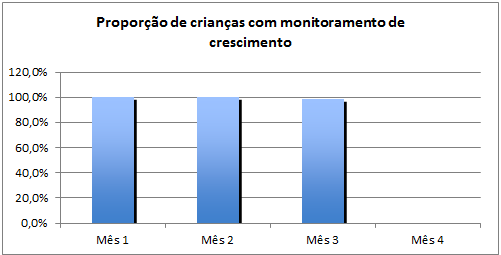 Proporção de crianças com monitoramento de
crescimento
120,0%
100,0%
80,0%
60,0%
40,0%
20,0%
0,0%
Mês 1 Mês 2 Mês 3 Mês 4